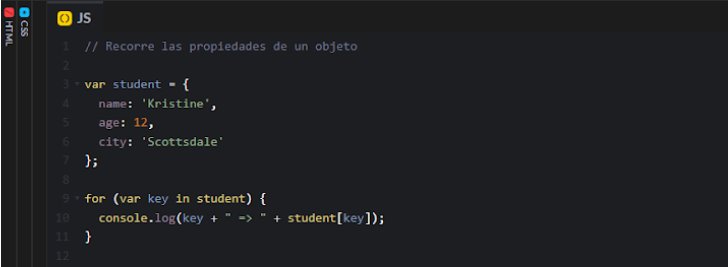 HTML
CSS
JS
1 // Recorre las propiedades de un objeto
2
3 var student = {
4   name: 'Kristine',
5   age: 12,
6   city: 'Scottsdale'
7 };
8
9 for (var key in student) {
10   console.log(key + " => " + student[key]);
11 }
12